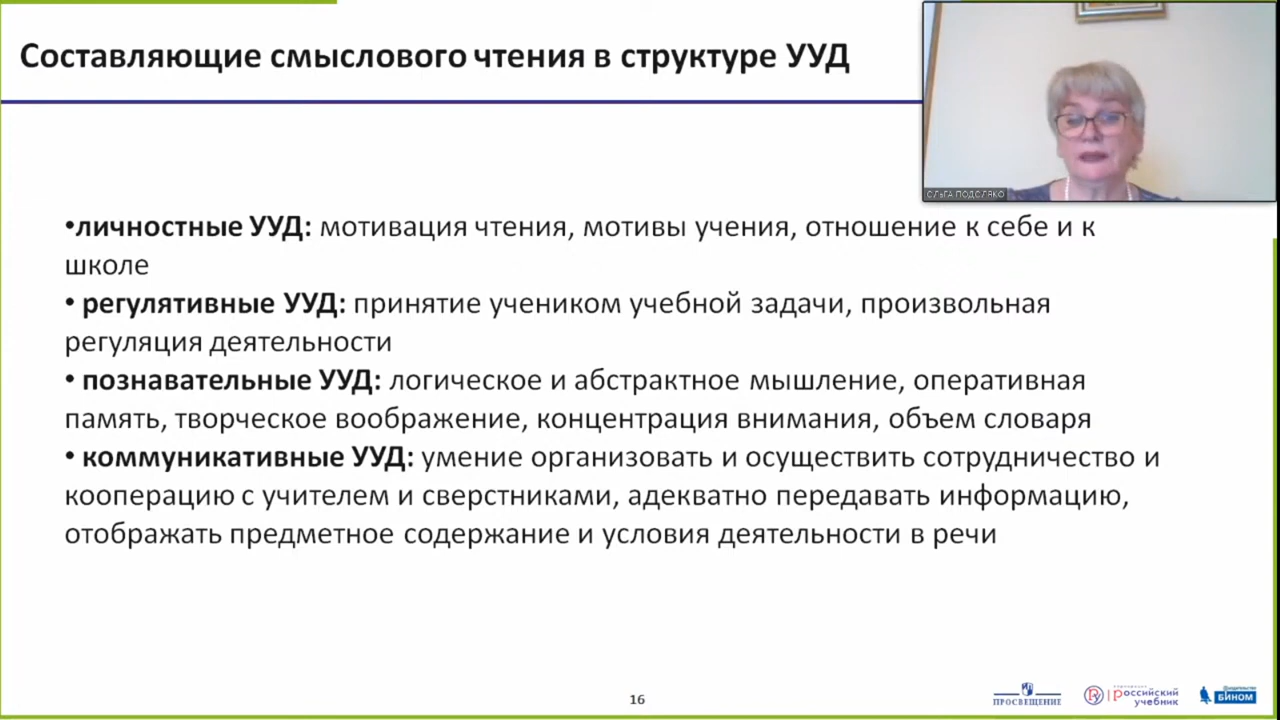 Составляющие смыслового чтения в структуре УУД
ОЛЬГА ПОДОЛЯКО
•личностные УУД: мотивация чтения, мотивы учения, отношение к себе и к
школе
• регулятивные УУД: принятие учеником учебной задачи, произвольная
регуляция деятельности
• познавательные УУД: логическое и абстрактное мышление, оперативная
память, творческое воображение, концентрация внимания, объем словаря
• коммуникативные УУД: умение организовать и осуществить сотрудничество и
кооперацию с учителем и сверстниками, адекватно передавать информацию,
отображать предметное содержание и условия деятельности в речи
16
ПРОСВЕЩЕНИЕ
Российский
учебник
БИНОМ